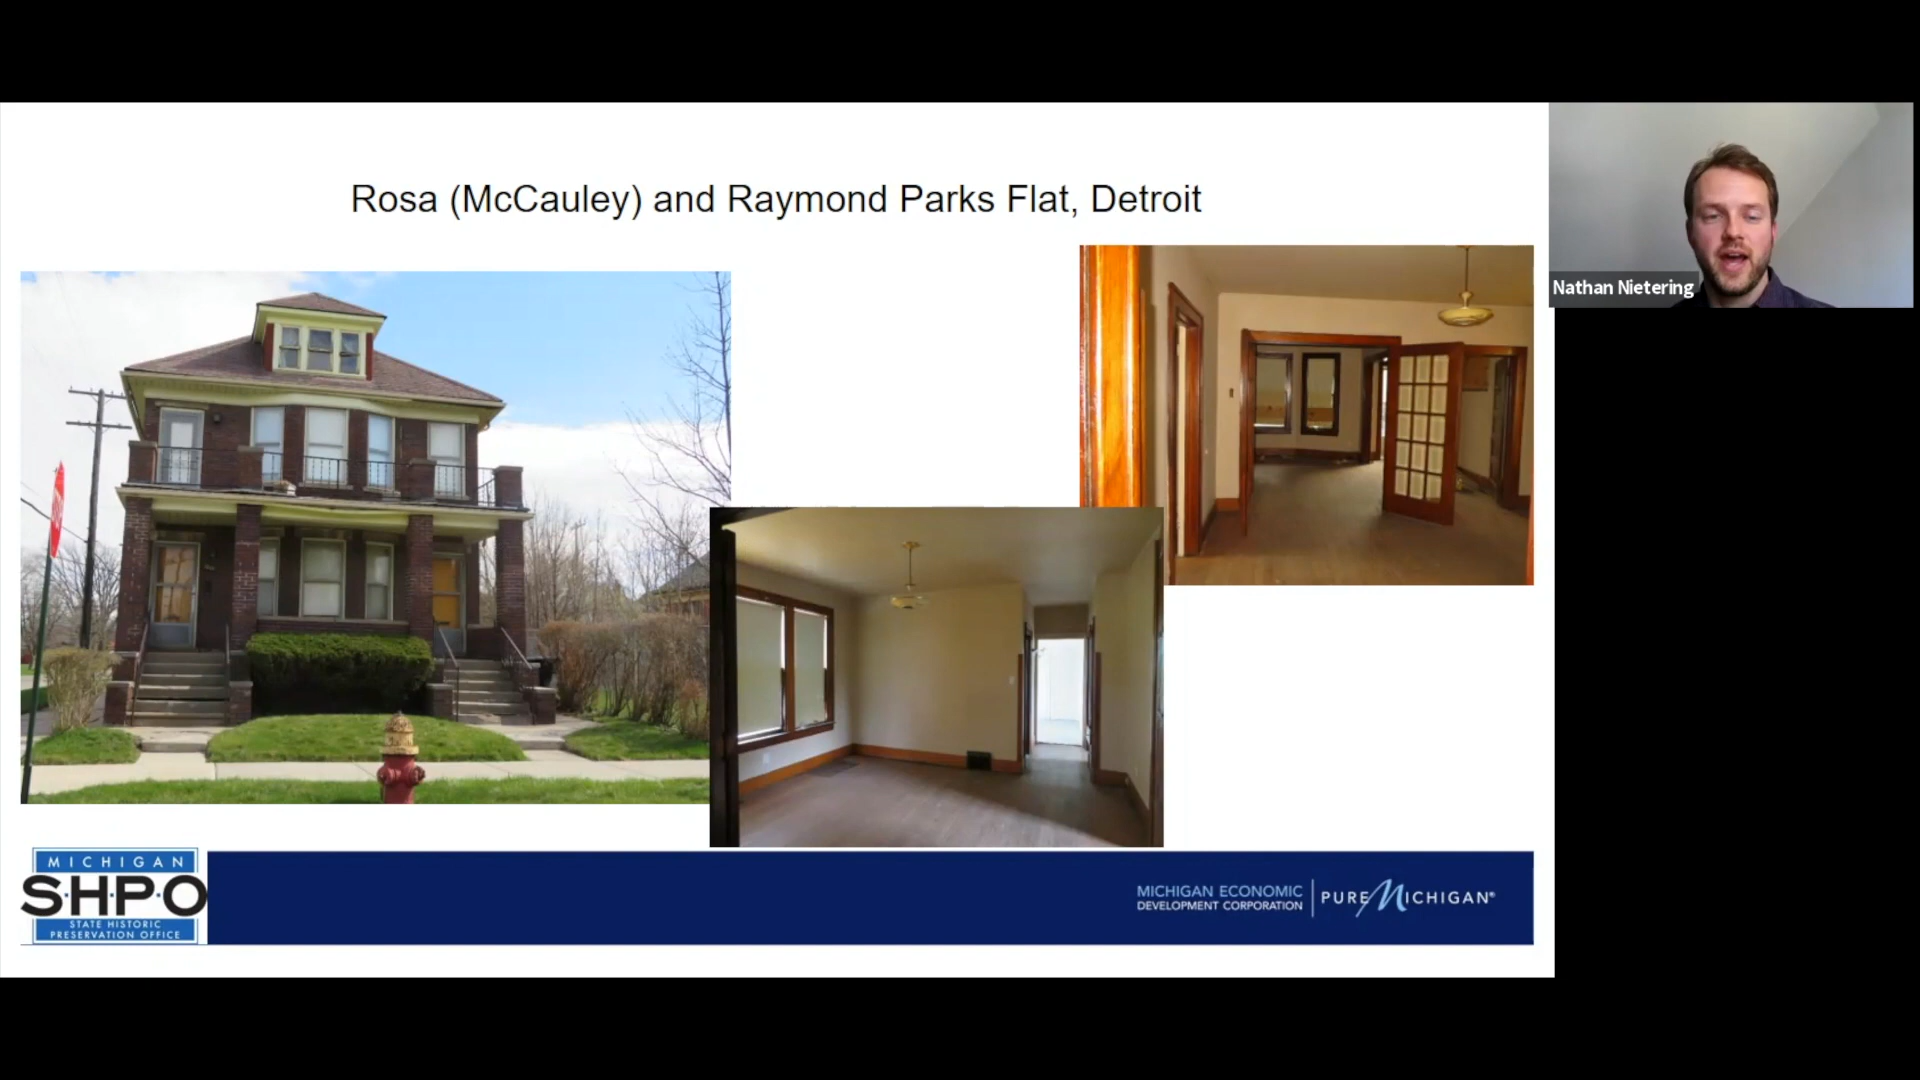 Rosa (McCauley) and Raymond Parks Flat, Detroit
Nathan Nietering
MICHIGAN
S·H·P·O
STATE HISTORIC
PRESERVATION OFFICE
MICHIGAN ECONOMIC
DEVELOPMENT CORPORATION
PURE MICHIGAN®